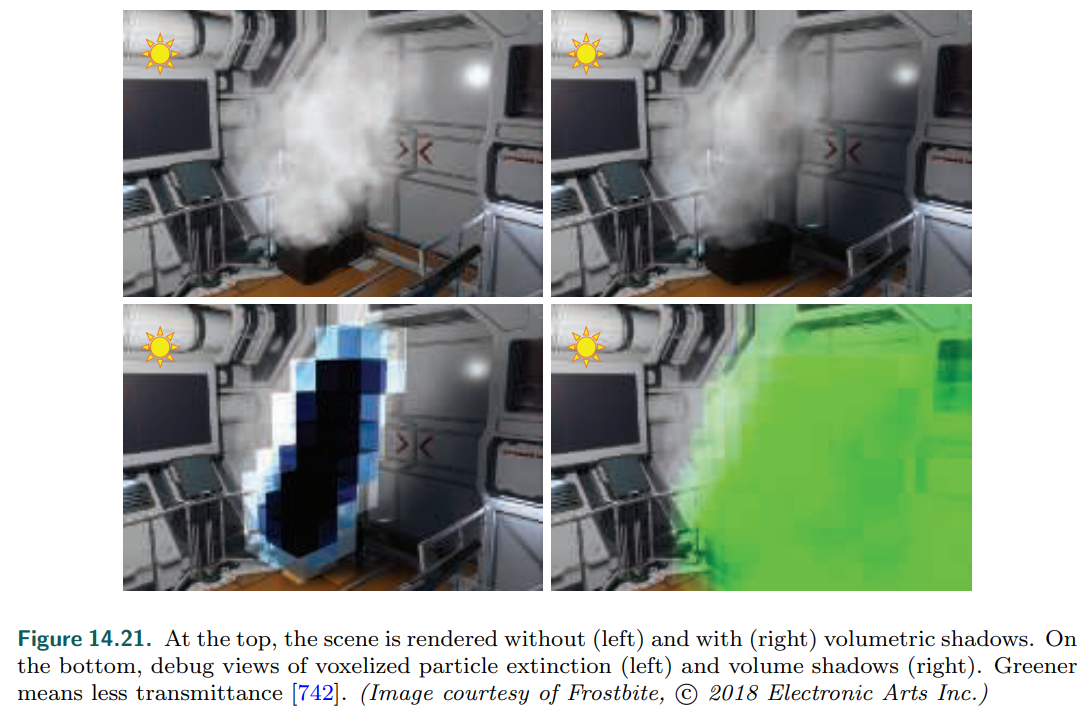 Figure 14.21. At the top, the scene is rendered without (left) and with (right) volumetric shadows. On
the bottom, debug views of voxelized particle extinction (left) and volume shadows (right). Greener
means less transmittance [742]. (Image courtesy of Frostbite, © 2018 Electronic Arts Inc.)